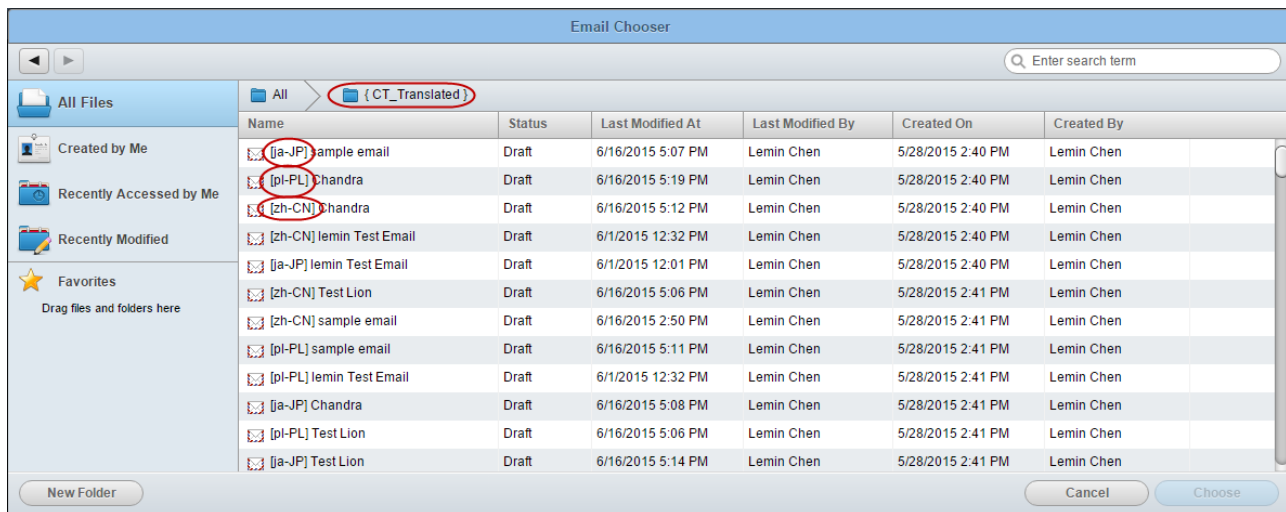 Email Chooser
Enter search term
All Files
Created by Me
Recently Accessed by Me
Recently Modified
Favorites
Drag files and folders here
All { CT_Translated }
Name Status Last Modified At Last Modified By Created On Created By
[ja-JP] sample email Draft 6/16/2015 5:07 PM Lemin Chen 5/28/2015 2:40 PM Lemin Chen
[pl-PL] Chandra Draft 6/16/2015 5:19 PM Lemin Chen 5/28/2015 2:40 PM Lemin Chen
[zh-CN] Chandra Draft 6/16/2015 5:12 PM Lemin Chen 5/28/2015 2:40 PM Lemin Chen
[zh-CN] lemin Test Email Draft 6/1/2015 12:32 PM Lemin Chen 5/28/2015 2:40 PM Lemin Chen
[ja-JP] lemin Test Email Draft 6/1/2015 12:01 PM Lemin Chen 5/28/2015 2:40 PM Lemin Chen
[zh-CN] Test Lion Draft 6/16/2015 5:06 PM Lemin Chen 5/28/2015 2:41 PM Lemin Chen
[zh-CN] sample email Draft 6/16/2015 2:50 PM Lemin Chen 5/28/2015 2:41 PM Lemin Chen
[pl-PL] sample email Draft 6/16/2015 5:11 PM Lemin Chen 5/28/2015 2:41 PM Lemin Chen
[pl-PL] lemin Test Email Draft 6/1/2015 12:32 PM Lemin Chen 5/28/2015 2:41 PM Lemin Chen
[ja-JP] Chandra Draft 6/16/2015 5:08 PM Lemin Chen 5/28/2015 2:41 PM Lemin Chen
[pl-PL] Test Lion Draft 6/16/2015 5:06 PM Lemin Chen 5/28/2015 2:41 PM Lemin Chen
[ja-JP] Test Lion Draft 6/16/2015 5:14 PM Lemin Chen 5/28/2015 2:41 PM Lemin Chen
New Folder Cancel Choose